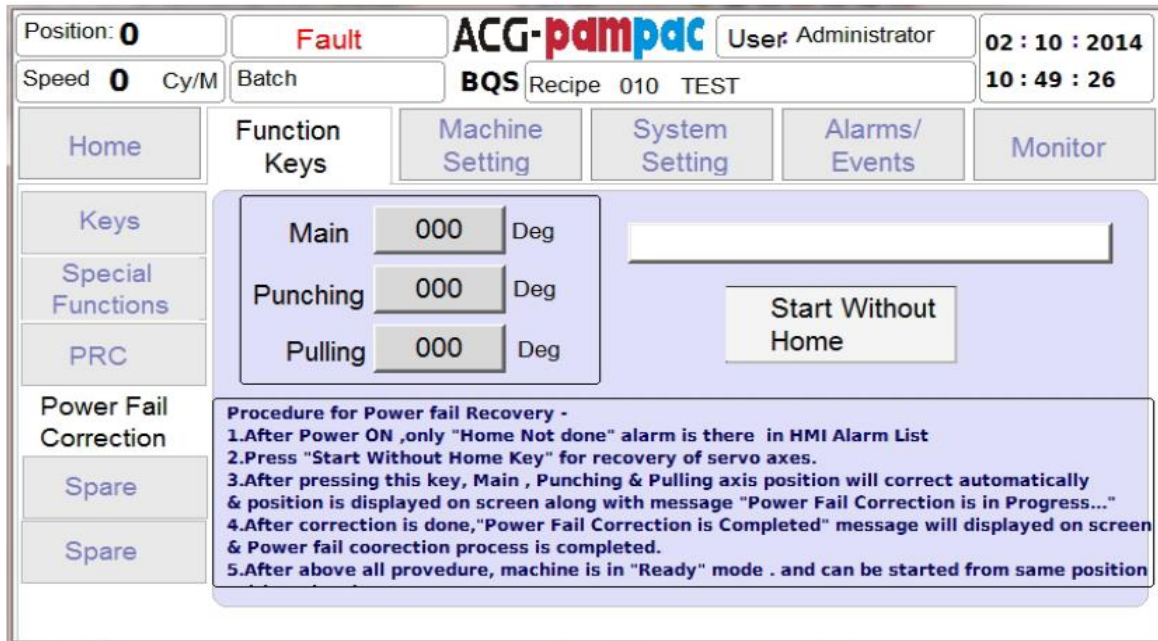 Position: 0
Fault
ACG-pampac
User: Administrator
02 : 10 : 2014
Speed 0 Cy/M
Batch
BQS
Recipe 010 TEST
10 : 49 : 26
Home
Function Keys
Machine Setting
System Setting
Alarms/ Events
Monitor
Keys
Special
Functions
PRC
Power Fail
Correction
Spare
Spare
Main 000 Deg
Punching 000 Deg
Pulling 000 Deg
Start Without
Home
Procedure for Power fail Recovery -
1.After Power ON ,only "Home Not done" alarm is there in HMI Alarm List
2.Press "Start Without Home Key" for recovery of servo axes.
3.After pressing this key, Main , Punching & Pulling axis position will correct automatically
& position is displayed on screen along with message "Power Fail Correction is in Progress..."
4.After correction is done,"Power Fail Correction is Completed" message will displayed on screen
& Power fail coorection process is completed.
5.After above all provedure, machine is in "Ready" mode . and can be started from same position